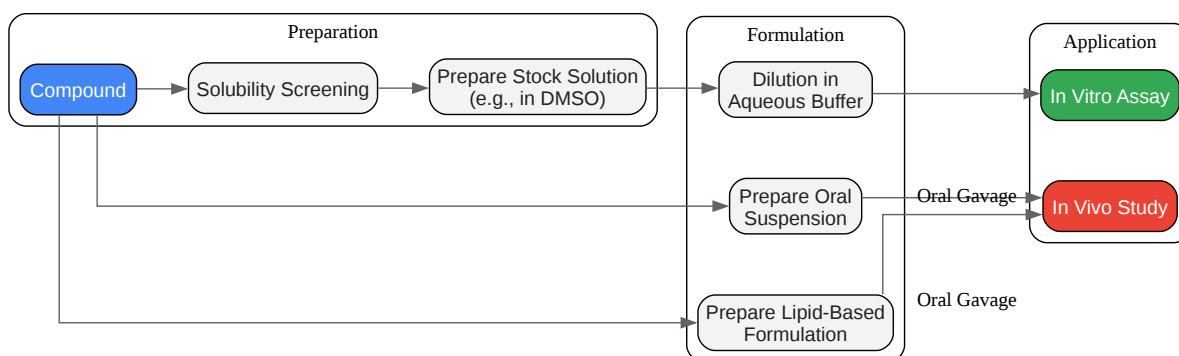 Preparation
Compound
Solubility Screening
Prepare Stock Solution
(e.g., in DMSO)
Formulation
Dilution in
Aqueous Buffer
Prepare Oral
Suspension
Prepare Lipid-Based
Formulation
Oral Gavage
Oral Gavage
Application
In Vitro Assay
In Vivo Study